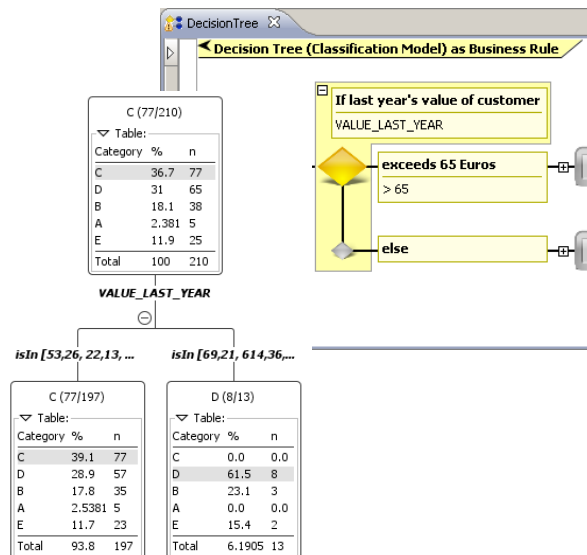 DecisionTree
Decision Tree (Classification Model) as Business Rule
If last year's value of customer
VALUE_LAST_YEAR
exceeds 65 Euros
> 65
else
C (77/210)
Table:
Category % n
C 36.7 77
D 31 65
B 18.1 38
A 2.381 5
E 11.9 25
Total 100 210
VALUE_LAST_YEAR
isIn [53,26, 22,13, ...
isIn [69,21, 614,36,...
C (77/197)
Table:
Category % n
C 39.1 77
D 28.9 57
B 17.8 35
A 2.5381 5
E 11.7 23
Total 93.8 197
D (8/13)
Table:
Category % n
C 0.0 0.0
D 61.5 8
B 23.1 3
A 0.0 0.0
E 15.4 2
Total 6.1905 13